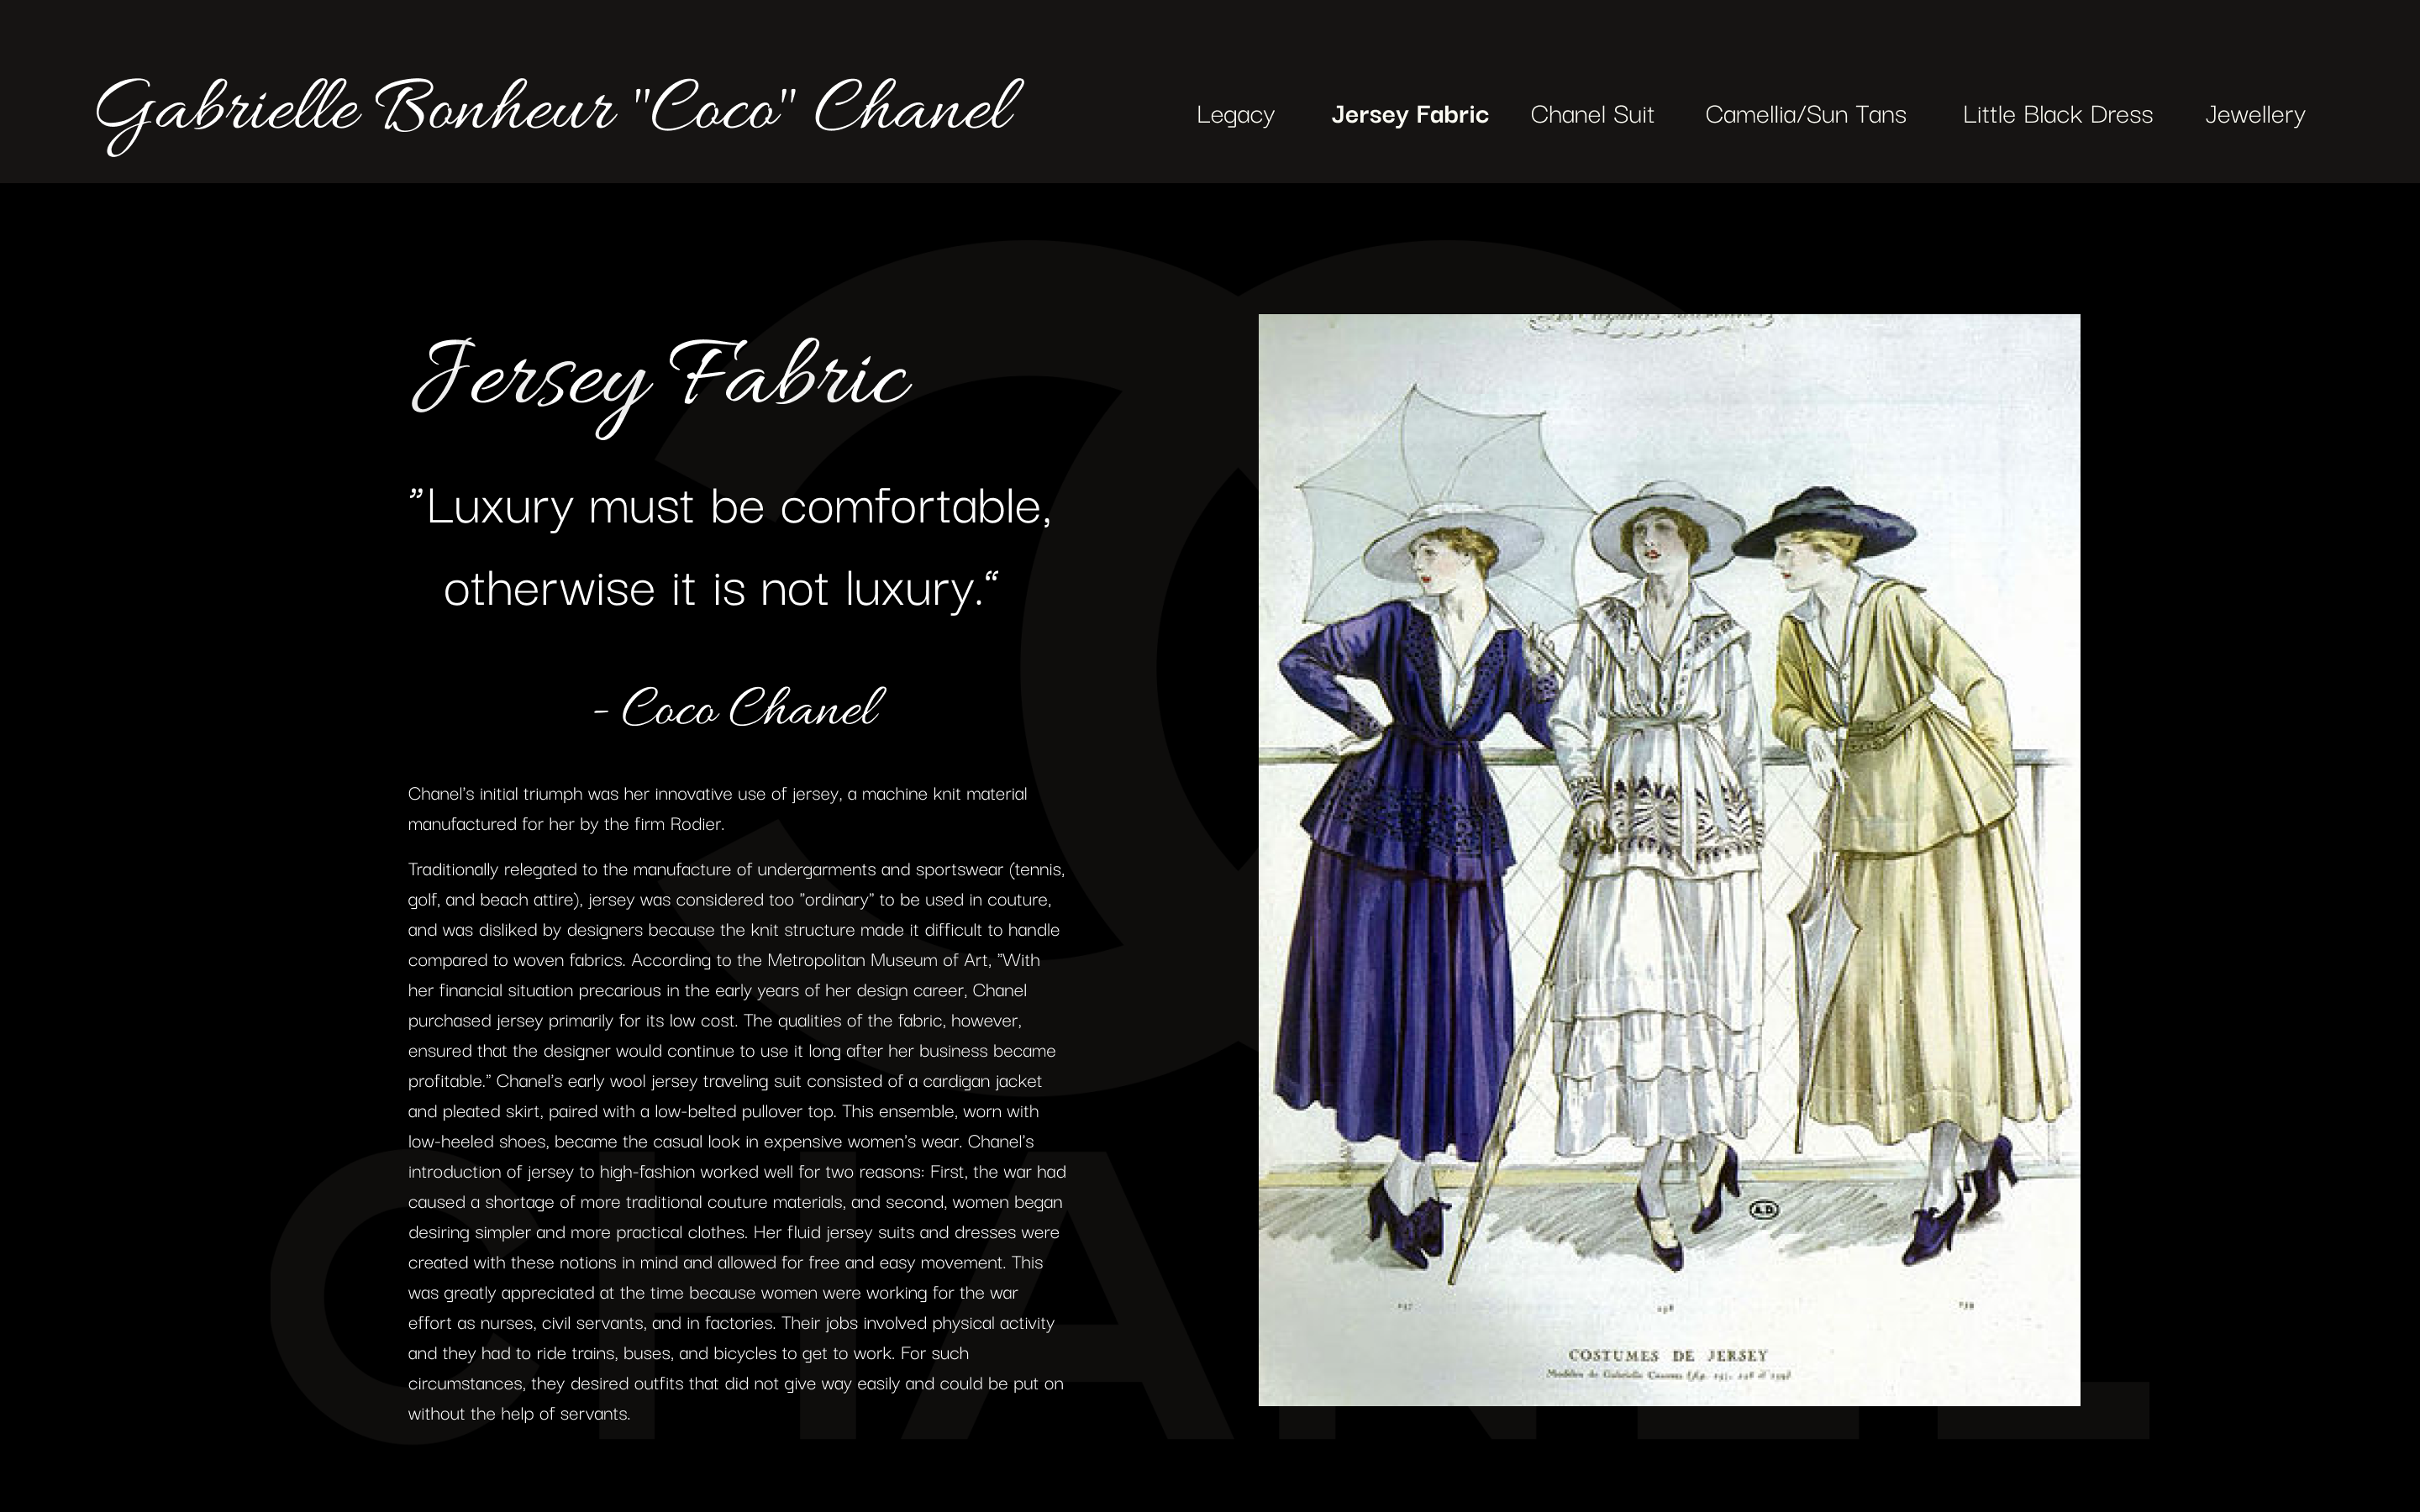 Gabrielle Bonheur "Coco" Chanel
Legacy Jersey Fabric Chanel Suit Camellia/Sun Tans Little Black Dress Jewellery
Jersey Fabric
”Luxury must be comfortable,
otherwise it is not luxury.“
- Coco Chanel
Chanel's initial triumph was her innovative use of jersey, a machine knit material
manufactured for her by the firm Rodier.
Traditionally relegated to the manufacture of undergarments and sportswear (tennis,
golf, and beach attire), jersey was considered too ”ordinary” to be used in couture,
and was disliked by designers because the knit structure made it difficult to handle
compared to woven fabrics. According to the Metropolitan Museum of Art, ”With
her financial situation precarious in the early years of her design career, Chanel
purchased jersey primarily for its low cost. The qualities of the fabric, however,
ensured that the designer would continue to use it long after her business became
profitable.” Chanel's early wool jersey traveling suit consisted of a cardigan jacket
and pleated skirt, paired with a low-belted pullover top. This ensemble, worn with
low-heeled shoes, became the casual look in expensive women's wear. Chanel's
introduction of jersey to high-fashion worked well for two reasons: First, the war had
caused a shortage of more traditional couture materials, and second, women began
desiring simpler and more practical clothes. Her fluid jersey suits and dresses were
created with these notions in mind and allowed for free and easy movement. This
was greatly appreciated at the time because women were working for the war
effort as nurses, civil servants, and in factories. Their jobs involved physical activity
and they had to ride trains, buses, and bicycles to get to work. For such
circumstances, they desired outfits that did not give way easily and could be put on
without the help of servants.
A.D.
257 258 259
COSTUMES DE JERSEY
Modèles de Gabrielle
CHANEL